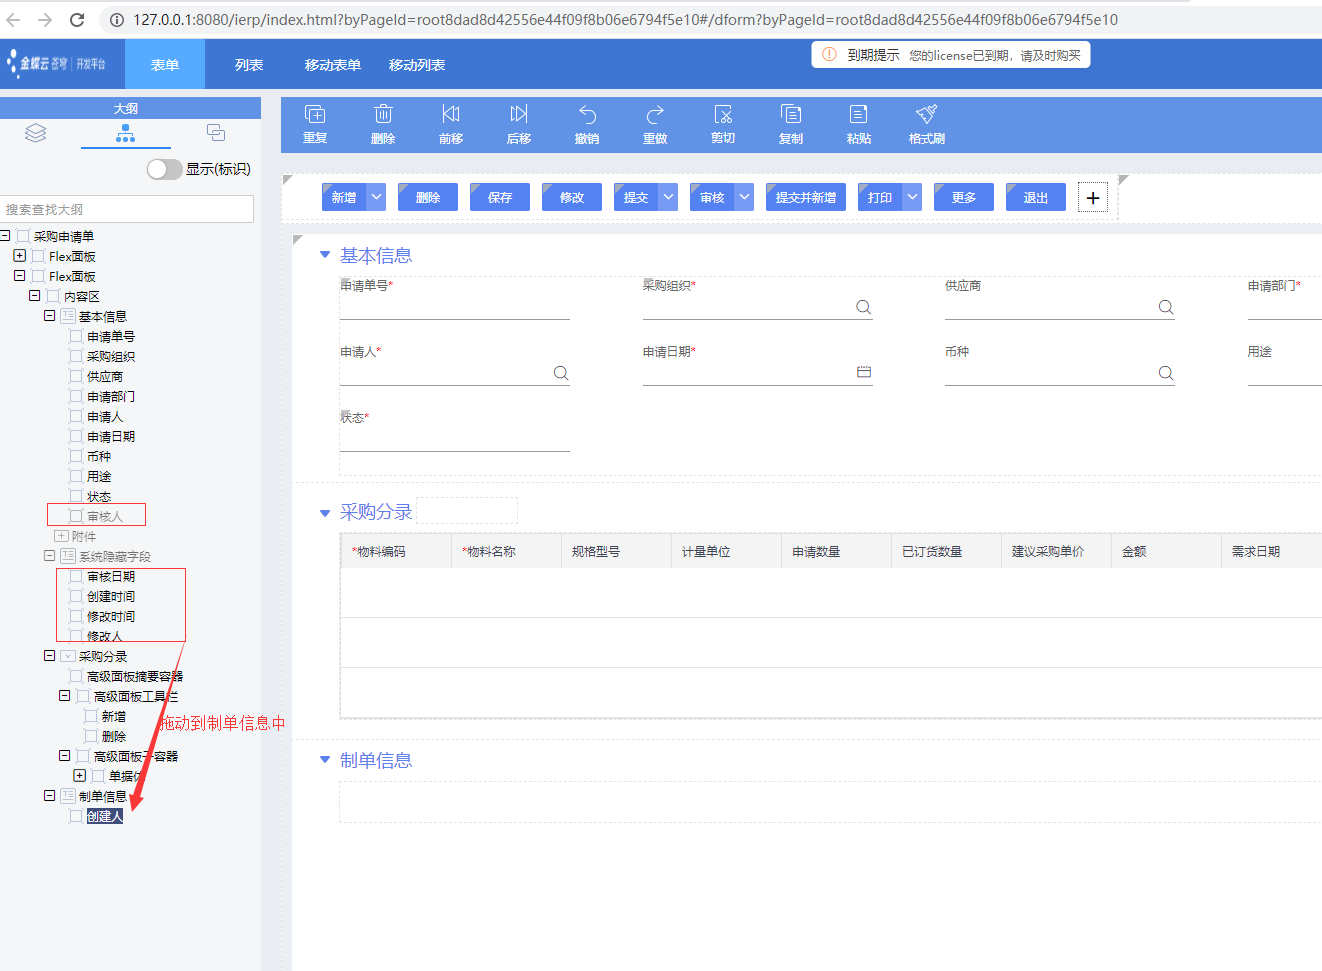 127.0.0.1:8080/ierp/index.html?byPageId=root8dad8d42556e44f09f8b06e6794f5e10#/dform?byPageId=root8dad8d42556e44f09f8b06e6794f5e10
金蝶云 苍穹 | 开发平台 表单 列表 移动表单 移动列表
到期提示 您的license已到期，请及时购买
大纲
显示(标识)
搜索查找大纲
采购申请单
Flex面板
Flex面板
内容区
基本信息
申请单号
采购组织
供应商
申请部门
申请人
申请日期
币种
用途
状态
审核人
附件
系统隐藏字段
审核日期
创建时间
修改时间
修改人
采购分录
高级面板摘要容器
高级面板工具栏
新增
删除
高级面板子容器
单据体
制单信息
创建人
拖动到制单信息中
重复 删除 前移 后移 撤销 重做 剪切 复制 粘贴 格式刷
新增 删除 保存 修改 提交 审核 提交并新增 打印 更多 退出 +
基本信息
申请单号* 采购组织* 供应商 申请部门*
申请人* 申请日期* 币种 用途
状态*
采购分录
*物料编码 *物料名称 规格型号 计量单位 申请数量 已订货数量 建议采购单价 金额 需求日期
制单信息